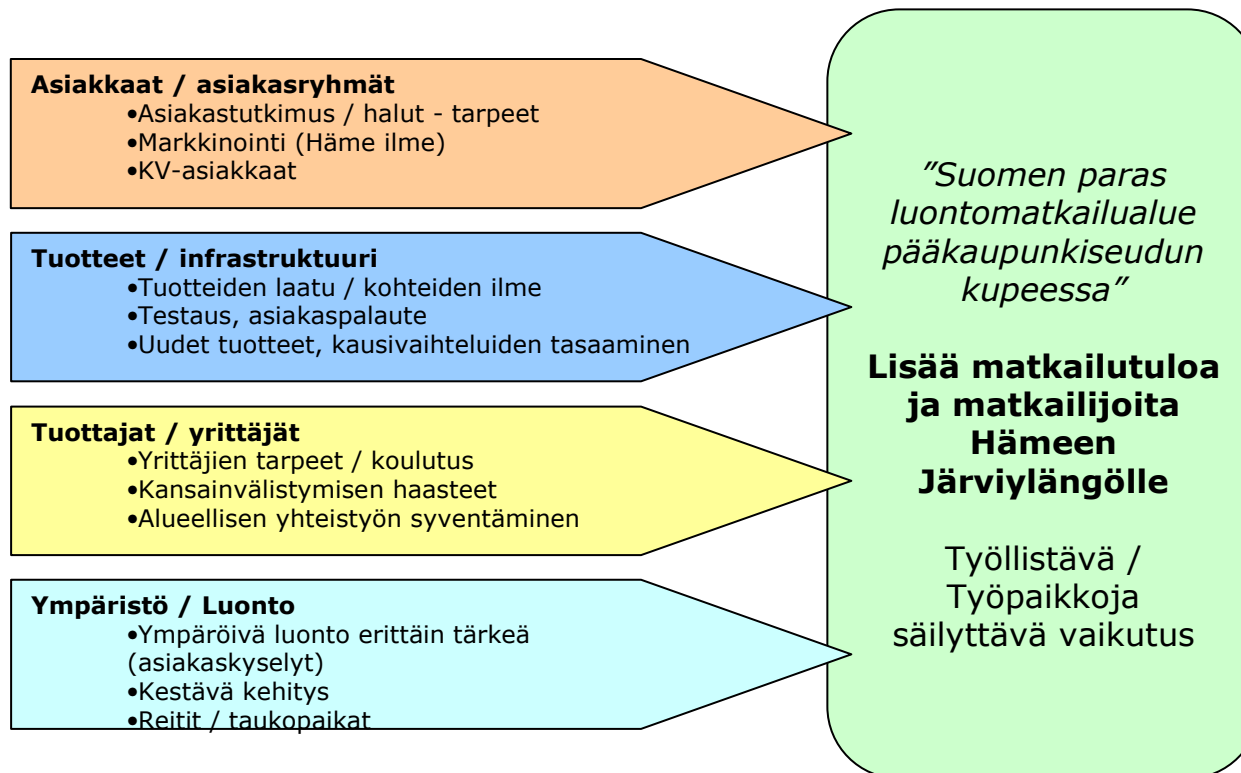 Asiakkaat / asiakasryhmät
•Asiakastutkimus / halut - tarpeet
•Markkinointi (Häme ilme)
•KV-asiakkaat
Tuotteet / infrastruktuuri
•Tuotteiden laatu / kohteiden ilme
•Testaus, asiakaspalaute
•Uudet tuotteet, kausivaihteluiden tasaaminen
Tuottajat / yrittäjät
•Yrittäjien tarpeet / koulutus
•Kansainvälistymisen haasteet
•Alueellisen yhteistyön syventäminen
Ympäristö / Luonto
•Ympäröivä luonto erittäin tärkeä
(asiakaskyselyt)
•Kestävä kehitys
•Reitit / taukopaikat
”Suomen paras
luontomatkailualue
pääkaupunkiseudun
kupeessa”
Lisää matkailutuloa
ja matkailijoita
Hämeen
Järviylängölle
Työllistävä /
Työpaikkoja
säilyttävä vaikutus